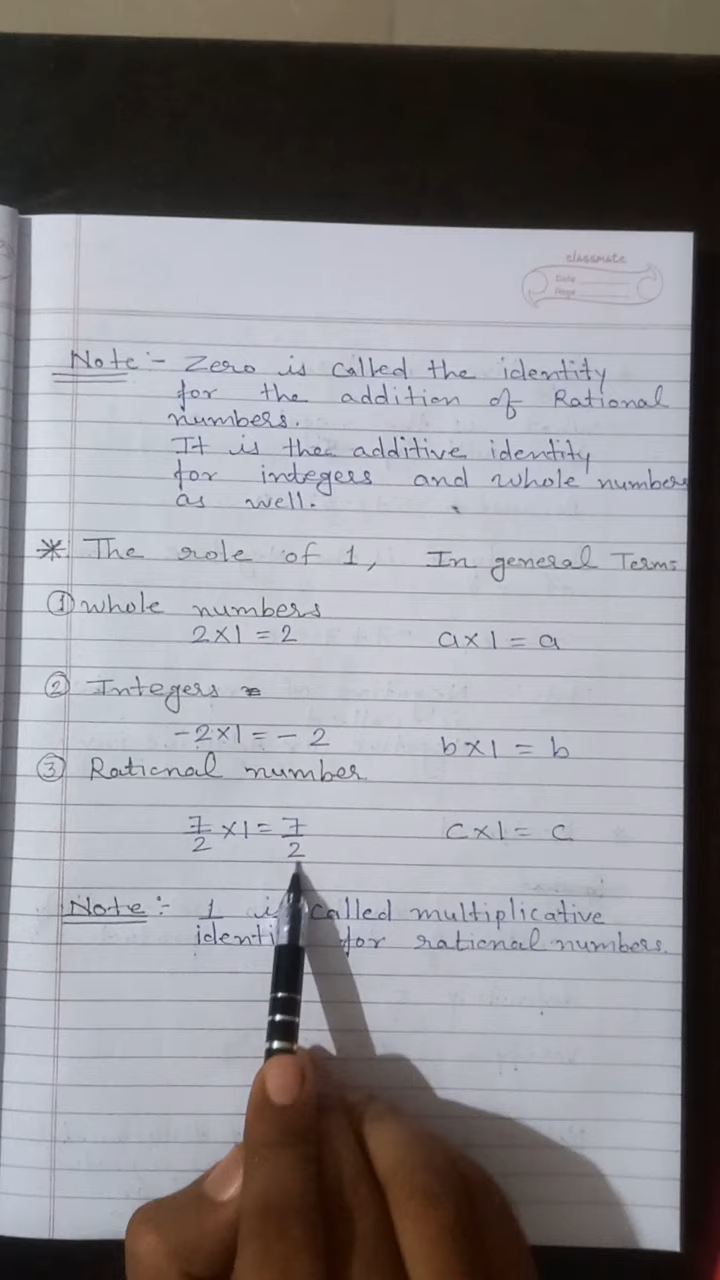 classmate
Date
Page
Note :- Zero is called the identity
for the addition of Rational
numbers.
It is the additive identity
for integers and whole numbers
as well.
* The role of 1, In general Terms
① Whole numbers
2×1 = 2 a×1 = a
② Integers
-2×1 = -2 b×1 = b
③ Rational number
7/2 ×1 = 7/2 c×1 = c
Note :- 1 is called multiplicative
identi for rational numbers.